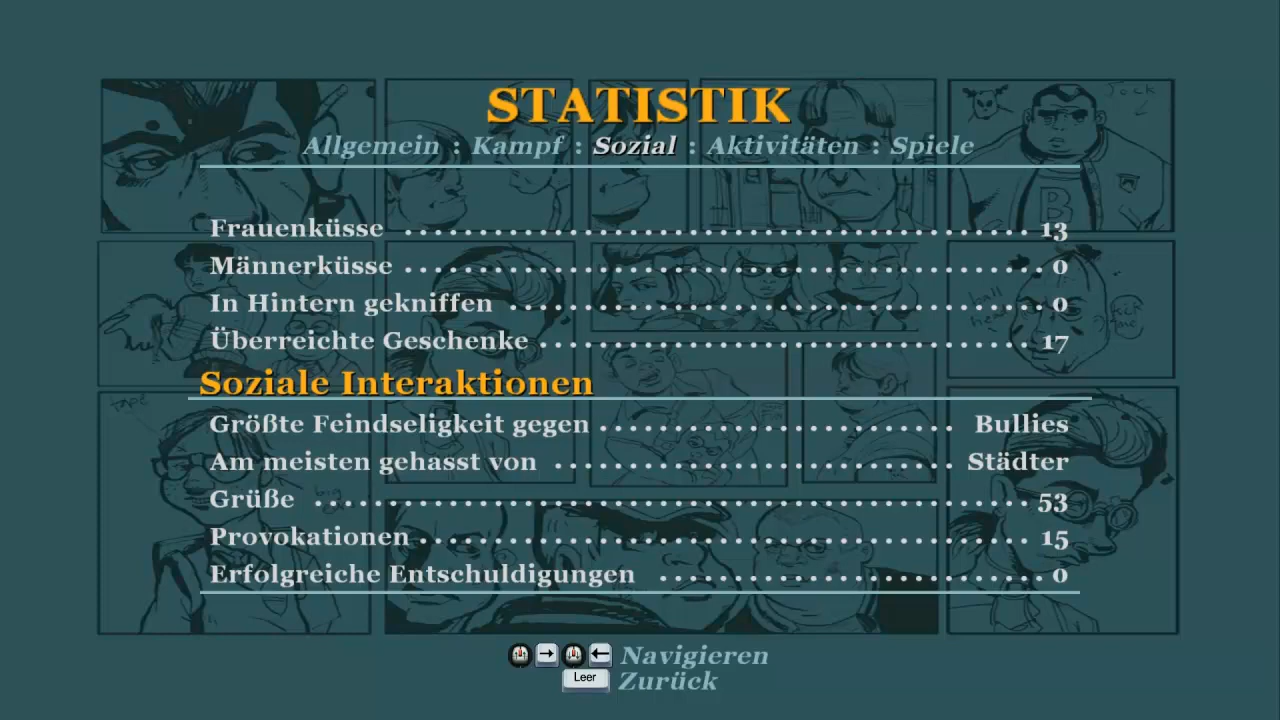 STATISTIK
Allgemein : Kampf : Sozial : Aktivitäten : Spiele
Jock
B
Frauenküsse 13
Männerküsse 0
In Hintern gekniffen 0
Überreichte Geschenke 17
Soziale Interaktionen
Größte Feindseligkeit gegen Bullies
Am meisten gehasst von Städter
tape
Grüße 53
Provokationen 15
Erfolgreiche Entschuldigungen 0
Navigieren
Leer Zurück